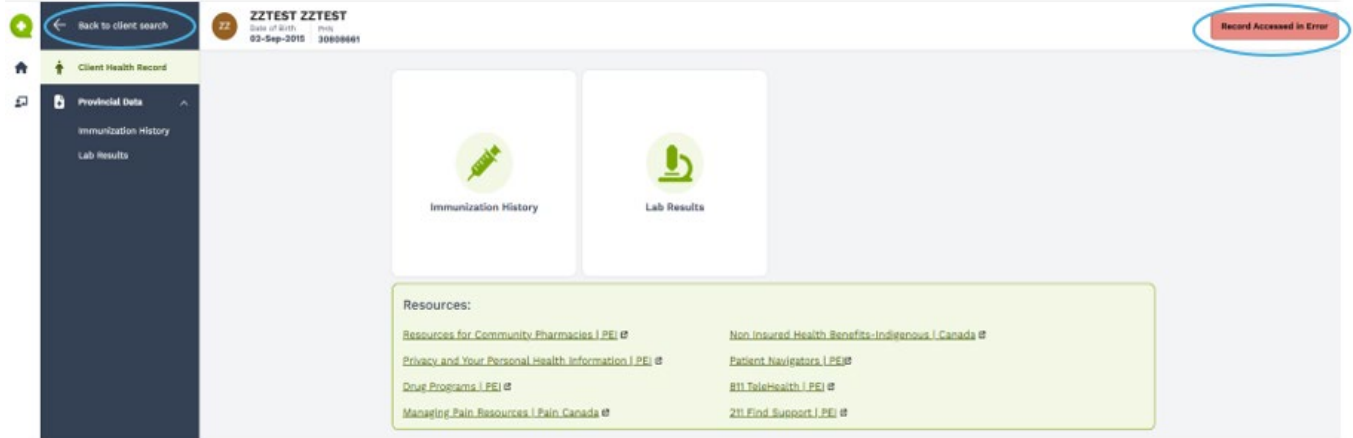 Back to client search
Client Health Record
Provincial Data
Immunization History
Lab Results
ZZ
ZZTEST ZZTEST
Date of Birth PHN
02-Sep-2015 30808661
Record Accessed in Error
Immunization History
Lab Results
Resources:
Resources for Community Pharmacies | PEI
Non Insured Health Benefits-Indigenous | Canada
Privacy and Your Personal Health Information | PEI
Patient Navigators | PEI
Drug Programs | PEI
811 TeleHealth | PEI
Managing Pain Resources | Pain Canada
211 Find Support | PEI